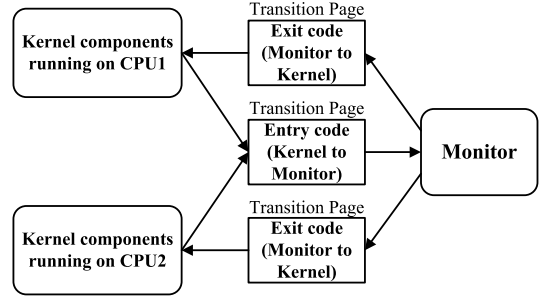 Transition Page
Kernel components
running on CPU1
Exit code
(Monitor to
Kernel)
Transition Page
Entry code
(Kernel to
Monitor)
Monitor
Transition Page
Kernel components
running on CPU2
Exit code
(Monitor to
Kernel)